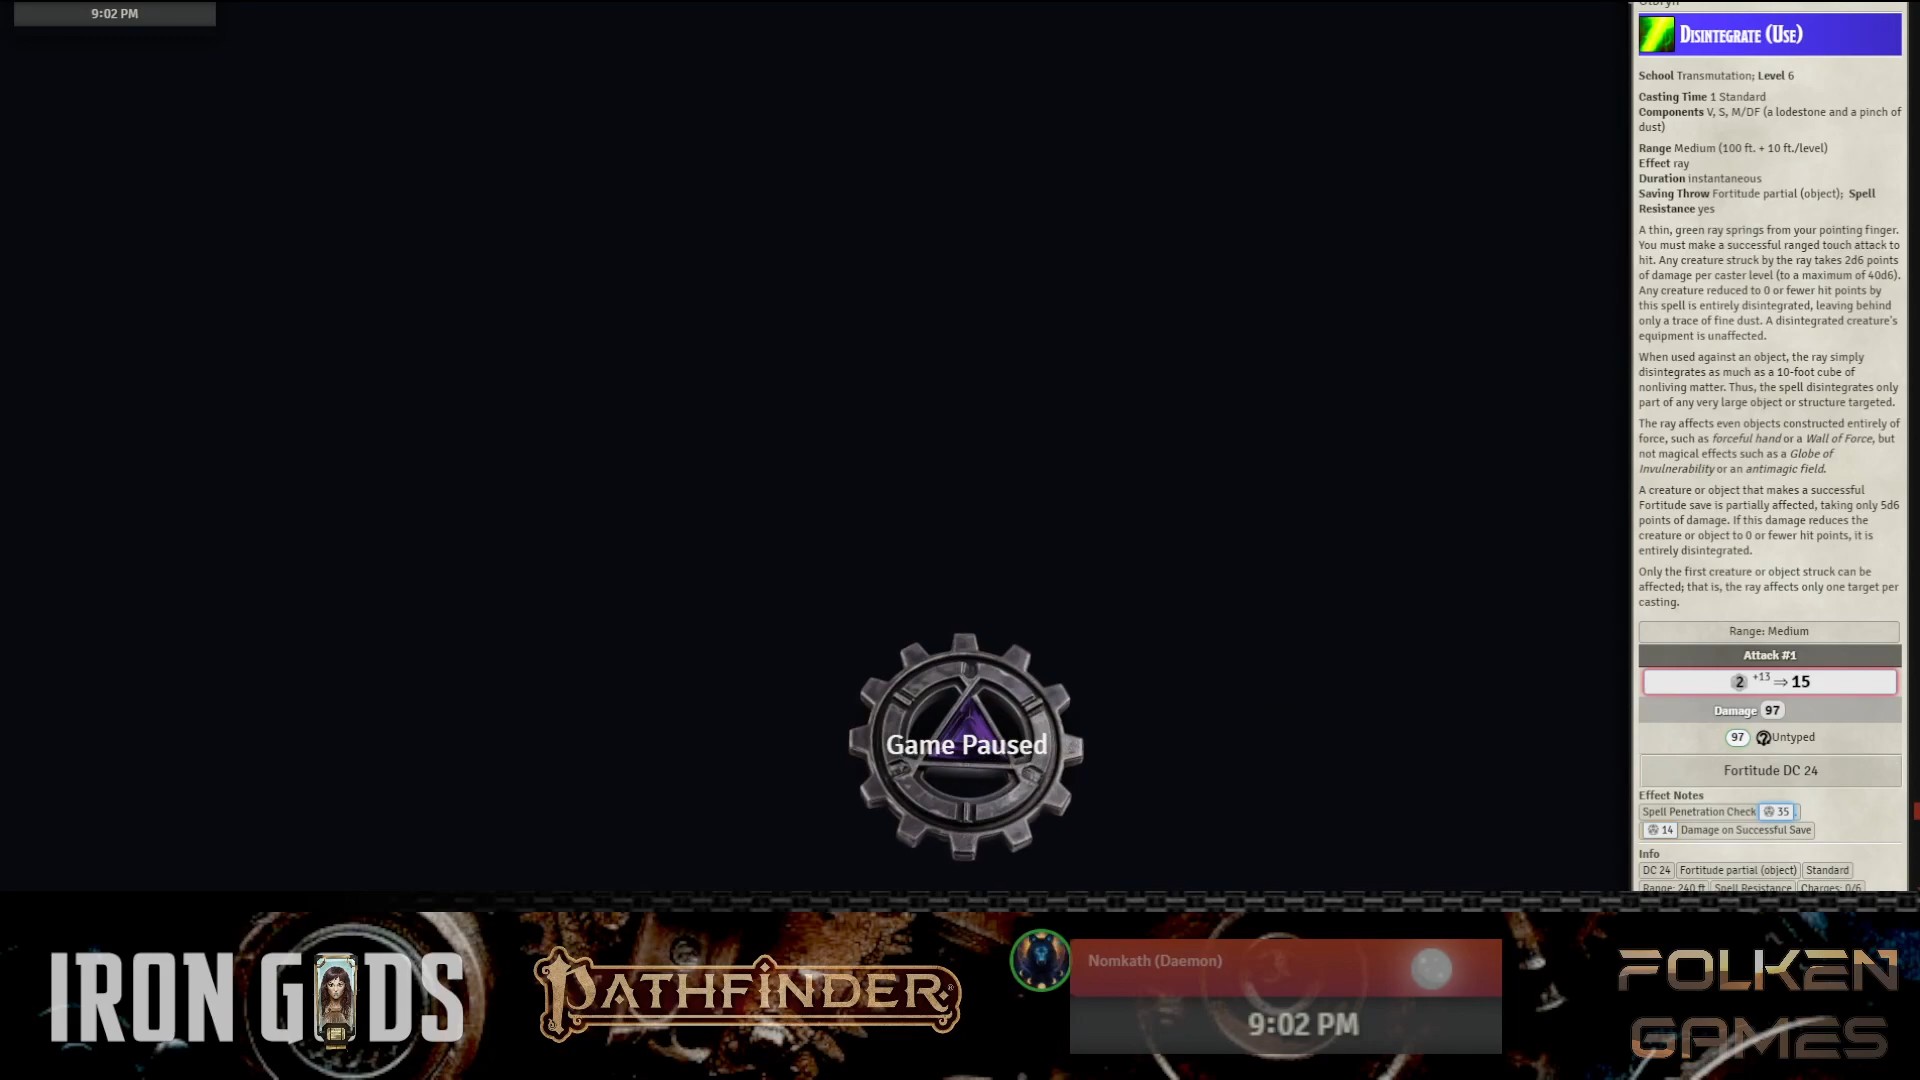 9:02 PM
DISINTEGRATE (USE)
School Transmutation; Level 6
Casting Time 1 Standard
Components V, S, M/DF (a lodestone and a pinch of
dust)
Range Medium (100 ft. + 10 ft./level)
Effect ray
Duration instantaneous
Saving Throw Fortitude partial (object); Spell
Resistance yes
A thin, green ray springs from your pointing finger.
You must make a successful ranged touch attack to
hit. Any creature struck by the ray takes 2d6 points
of damage per caster level (to a maximum of 40d6).
Any creature reduced to 0 or fewer hit points by
this spell is entirely disintegrated, leaving behind
only a trace of fine dust. A disintegrated creature's
equipment is unaffected.
When used against an object, the ray simply
disintegrates as much as a 10-foot cube of
nonliving matter. Thus, the spell disintegrates only
part of any very large object or structure targeted.
The ray affects even objects constructed entirely of
force, such as forceful hand or a Wall of Force, but
not magical effects such as a Globe of
Invulnerability or an antimagic field.
A creature or object that makes a successful
Fortitude save is partially affected, taking only 5d6
points of damage. If this damage reduces the
creature or object to 0 or fewer hit points, it is
entirely disintegrated.
Only the first creature or object struck can be
affected; that is, the ray affects only one target per
casting.
Range: Medium
Attack #1
2 +13 ⇒ 15
Damage 97
97 Untyped
Fortitude DC 24
Effect Notes
Spell Penetration Check 35
14 Damage on Successful Save
Info
DC 24 Fortitude partial (object) Standard
Range: 240 ft Spell Resistance Charges: 0/6
Game Paused
IRON GODS
PATHFINDER
Nomkath (Daemon)
9:02 PM
FOLKEN
GAMES